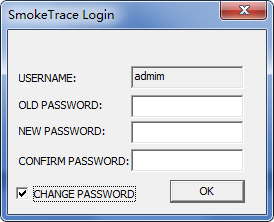 SmokeTrace Login
USERNAME: admim
OLD PASSWORD:
NEW PASSWORD:
CONFIRM PASSWORD:
CHANGE PASSWORD
OK